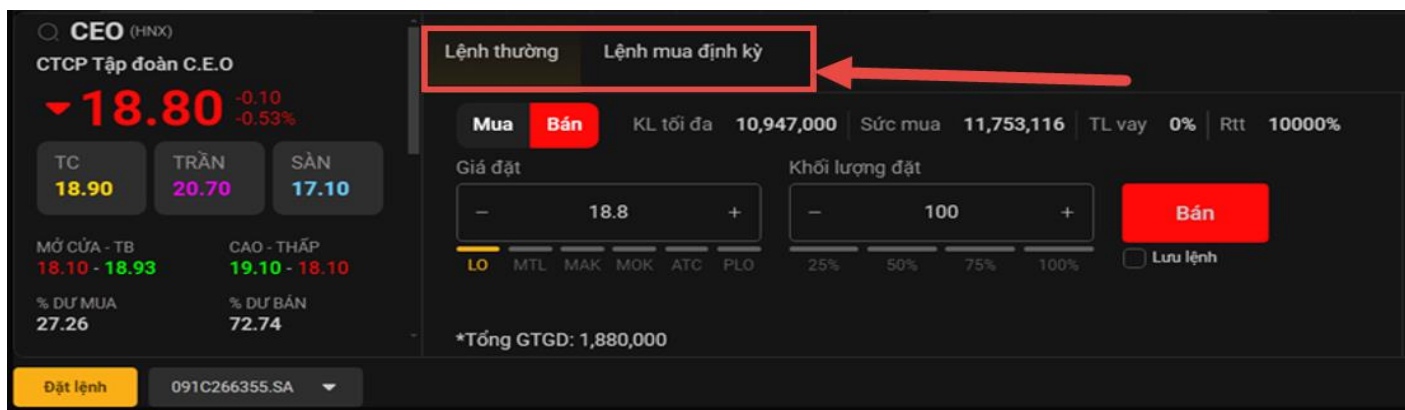 CEO (HNX)
CTCP Tập đoàn C.E.O
18.80 -0.10
-0.53%
TC TRẦN SÀN
18.90 20.70 17.10
MỞ CỬA - TB CAO - THẤP
18.10 - 18.93 19.10 - 18.10
% DƯ MUA % DƯ BÁN
27.26 72.74
Lệnh thường Lệnh mua định kỳ
Mua Bán KL tối đa 10,947,000 Sức mua 11,753,116 TL vay 0% Rtt 10000%
Giá đặt Khối lượng đặt
− 18.8 + − 100 + Bán
LO MTL MAK MOK ATC PLO 25% 50% 75% 100% Lưu lệnh
*Tổng GTGD: 1,880,000
Đặt lệnh 091C266355.SA